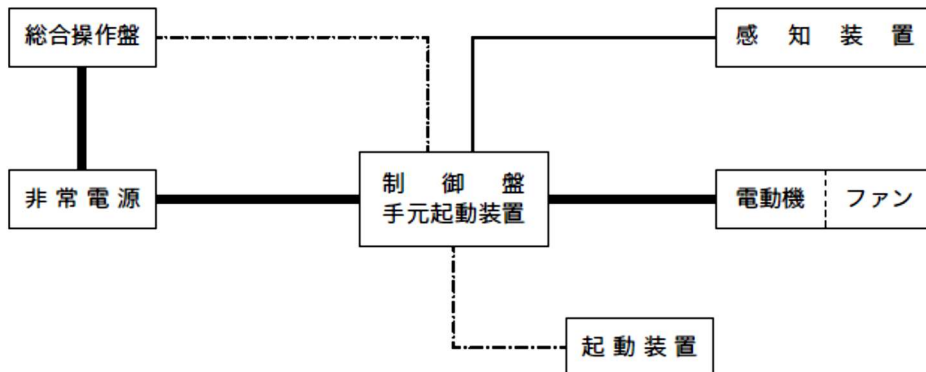 総合操作盤
感知装置
非常電源
制御盤
手元起動装置
電動機
ファン
起動装置